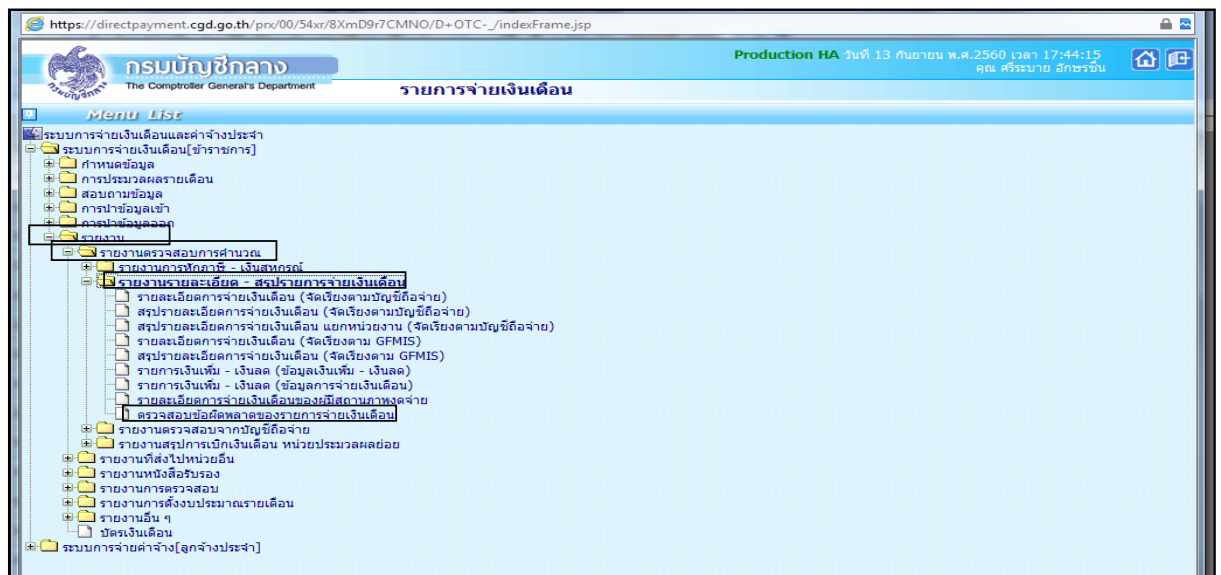 https://directpayment.cgd.go.th/prx/00/54xr/8XmD9r7CMNO/D+OTC-_/indexFrame.jsp
กรมบัญชีกลาง
The Comptroller General's Department
Production HA วันที่ 13 กันยายน พ.ศ.2560 เวลา 17:44:15
คุณ ศรีระบาย อักษรชื่น
รายการจ่ายเงินเดือน
Menu List
ระบบการจ่ายเงินเดือนและค่าจ้างประจำ
ระบบการจ่ายเงินเดือน[ข้าราชการ]
กำหนดข้อมูล
การประมวลผลรายเดือน
สอบถามข้อมูล
การนำข้อมูลเข้า
การนำข้อมูลออก
รายงาน
รายงานตรวจสอบการคำนวณ
รายงานการหักภาษี - เงินสหกรณ์
รายงานรายละเอียด - สรุปรายการจ่ายเงินเดือน
รายละเอียดการจ่ายเงินเดือน (จัดเรียงตามบัญชีถือจ่าย)
สรุปรายละเอียดการจ่ายเงินเดือน (จัดเรียงตามบัญชีถือจ่าย)
สรุปรายละเอียดการจ่ายเงินเดือน แยกหน่วยงาน (จัดเรียงตามบัญชีถือจ่าย)
รายละเอียดการจ่ายเงินเดือน (จัดเรียงตาม GFMIS)
สรุปรายละเอียดการจ่ายเงินเดือน (จัดเรียงตาม GFMIS)
รายการเงินเพิ่ม - เงินลด (ข้อมูลเงินเพิ่ม - เงินลด)
รายการเงินเพิ่ม - เงินลด (ข้อมูลการจ่ายเงินเดือน)
รายละเอียดการจ่ายเงินเดือนของผู้มีสถานภาพงดจ่าย
ตรวจสอบข้อผิดพลาดของรายการจ่ายเงินเดือน
รายงานตรวจสอบจากบัญชีถือจ่าย
รายงานสรุปการเบิกเงินเดือน หน่วยประมวลผลย่อย
รายงานที่ส่งไปหน่วยอื่น
รายงานหนังสือรับรอง
รายงานการตรวจสอบ
รายงานการตั้งงบประมาณรายเดือน
รายงานอื่น ๆ
บัตรเงินเดือน
ระบบการจ่ายค่าจ้าง[ลูกจ้างประจำ]